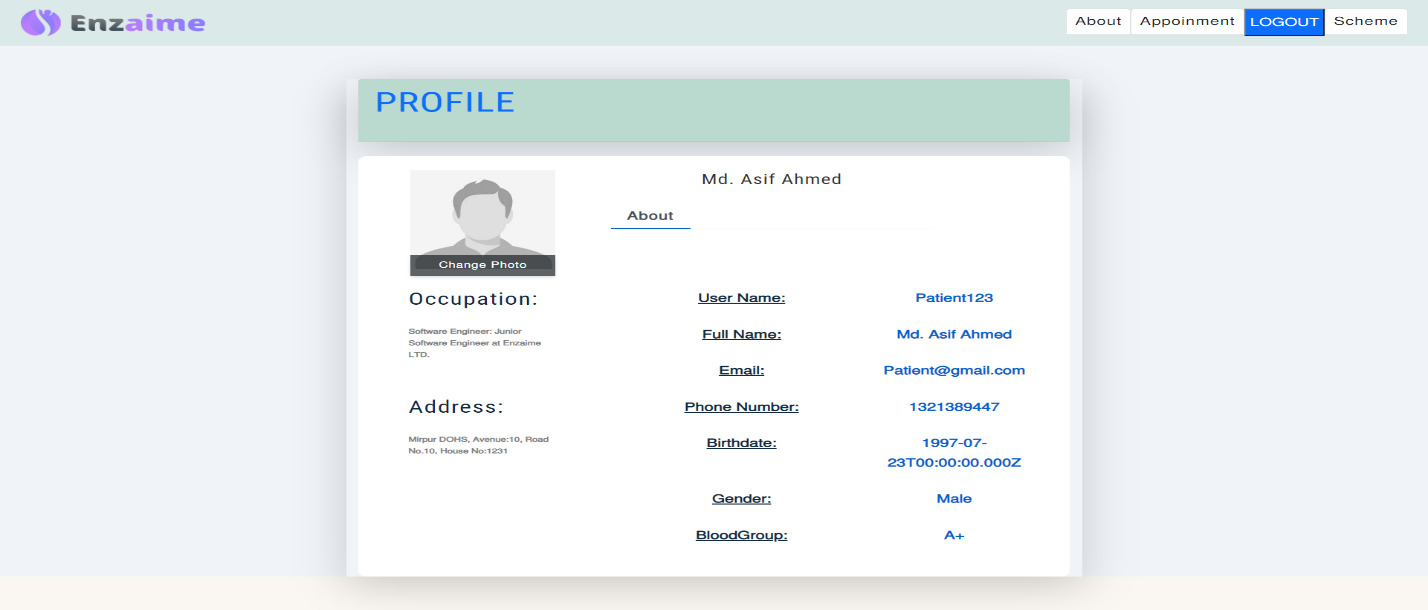 Enzaime
About Appoinment LOGOUT Scheme
PROFILE
Md. Asif Ahmed
About
Change Photo
Occupation:
Software Engineer: Junior
Software Engineer at Enzaime
LTD.
Address:
Mirpur DOHS, Avenue:10, Road
No.10, House No:1231
User Name: Patient123
Full Name: Md. Asif Ahmed
Email: Patient@gmail.com
Phone Number: 1321389447
Birthdate: 1997-07-
23T00:00:00.000Z
Gender: Male
BloodGroup: A+